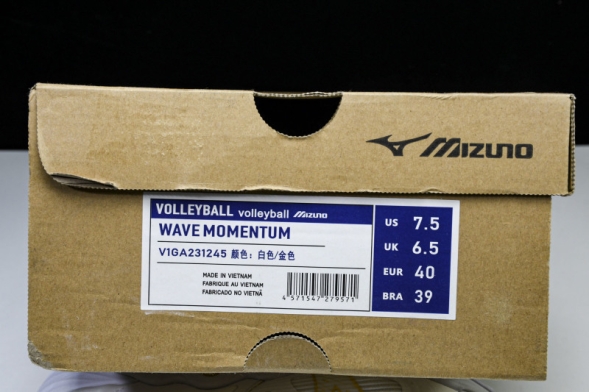 MIZUNO
VOLLEYBALL volleyball MIZUNO
WAVE MOMENTUM
V1GA231245 颜色：白色/金色
MADE IN VIETNAM
FABRIQUE AU VIETNAM
FABRICADO NO VIETNÃ
4571547279571
US 7.5
UK 6.5
EUR 40
BRA 39